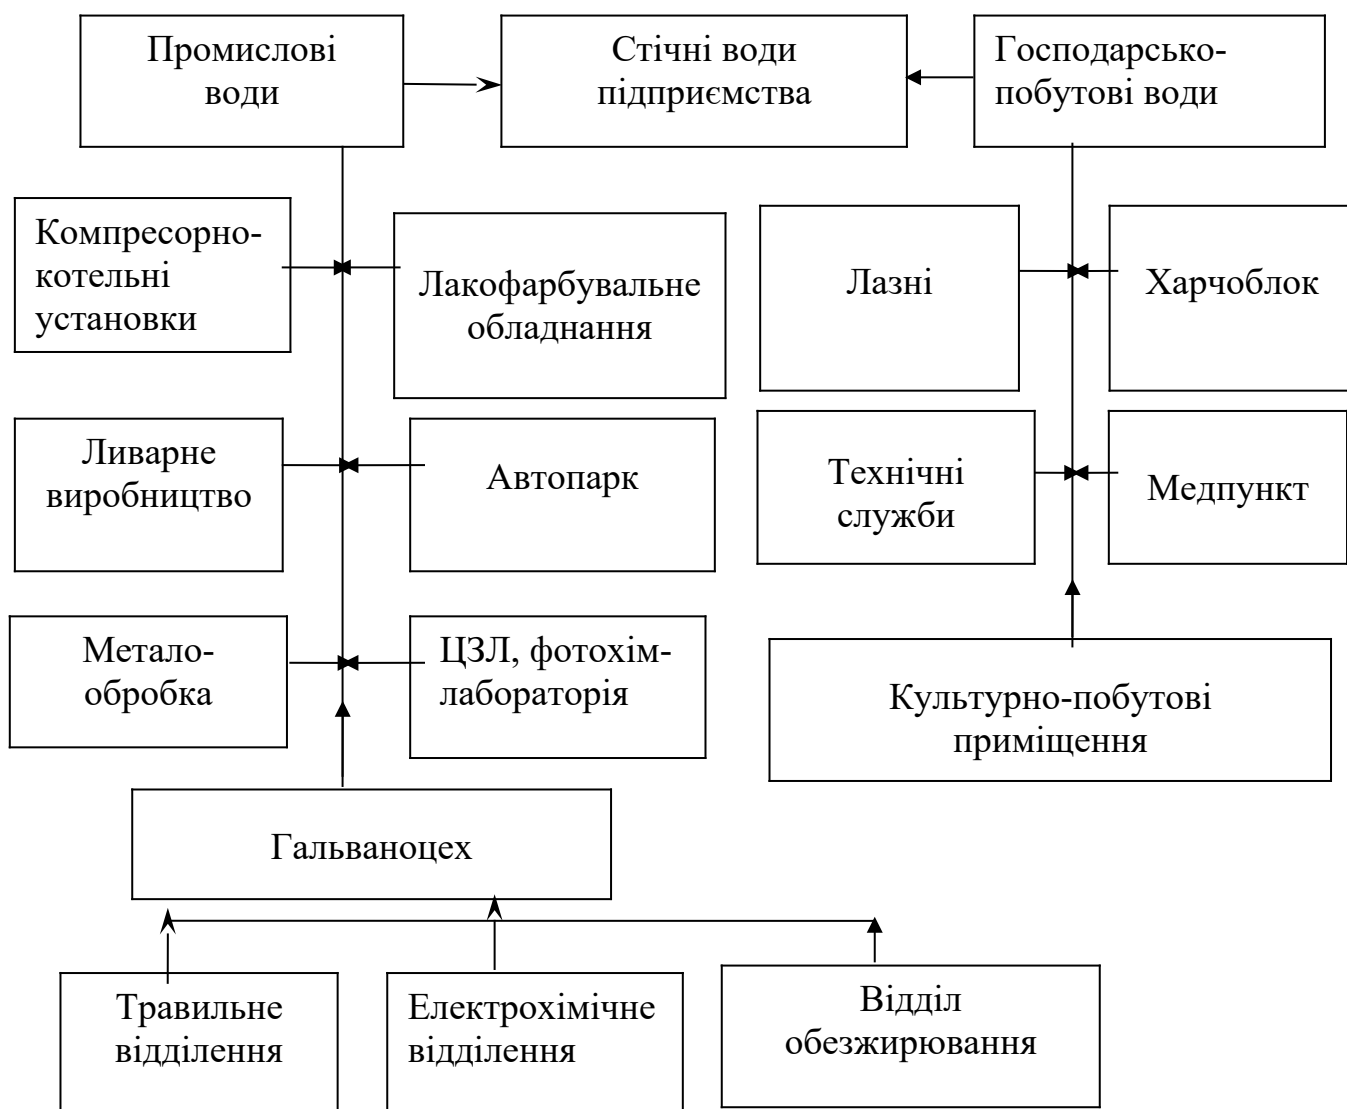 Промислові
води
Стічні води
підприємства
Господарсько-
побутові води
Компресорно-
котельні
установки
Лакофарбувальне
обладнання
Лазні
Харчоблок
Ливарне
виробництво
Автопарк
Технічні
служби
Медпункт
Метало-
обробка
ЦЗЛ, фотохім-
лабораторія
Культурно-побутові
приміщення
Гальваноцех
Травильне
відділення
Електрохімічне
відділення
Відділ
обезжирювання